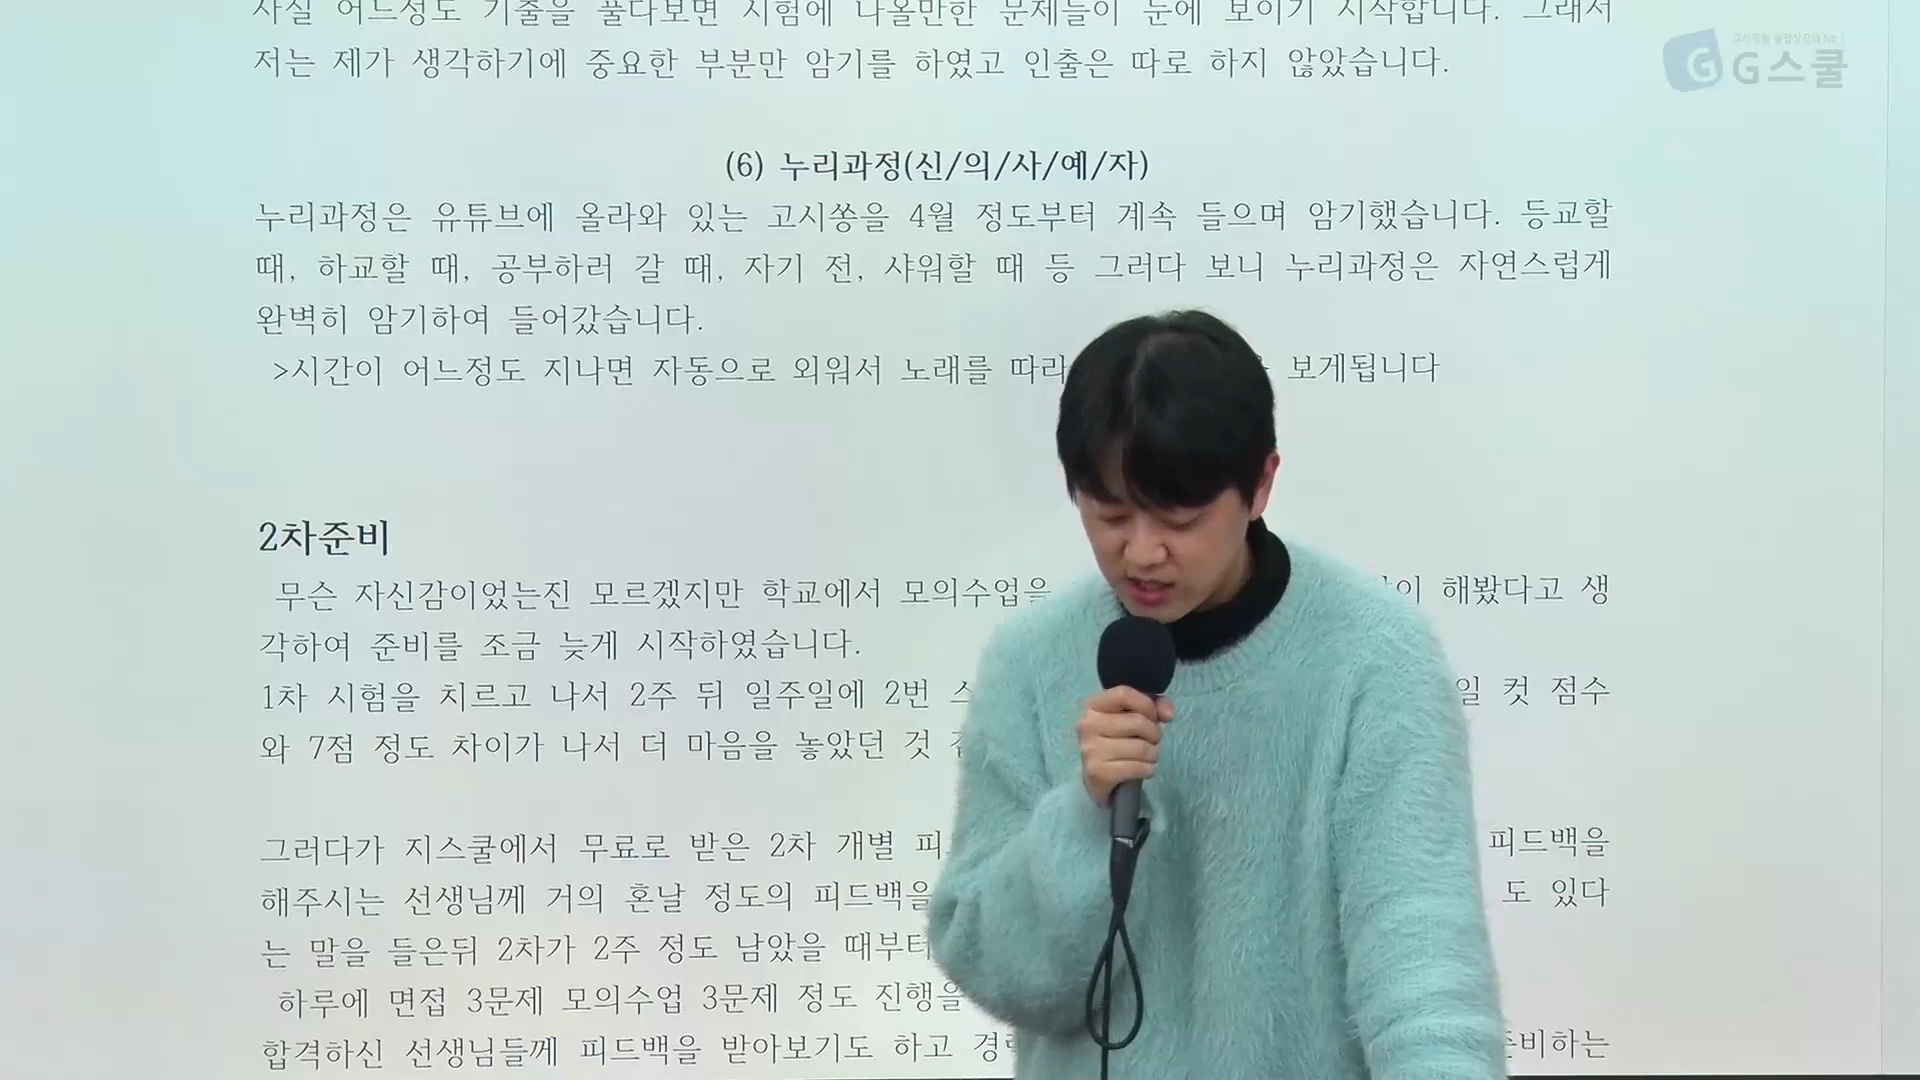 사실 어느정도 기출을 풀다보면 시험에 나올만한 문제들이 눈에 보이기 시작합니다. 그래서
저는 제가 생각하기에 중요한 부분만 암기를 하였고 인출은 따로 하지 않았습니다.
G스쿨
(6) 누리과정(신/의/사/예/자)
누리과정은 유튜브에 올라와 있는 고시쏭을 4월 정도부터 계속 들으며 암기했습니다. 등교할
때, 하교할 때, 공부하러 갈 때, 자기 전, 샤워할 때 등 그러다 보니 누리과정은 자연스럽게
완벽히 암기하여 들어갔습니다.
>시간이 어느정도 지나면 자동으로 외워서 노래를 따라 보게됩니다
2차준비
무슨 자신감이었는진 모르겠지만 학교에서 모의수업을 해봤다고 생
각하여 준비를 조금 늦게 시작하였습니다.
1차 시험을 치르고 나서 2주 뒤 일주일에 2번 컷 점수
와 7점 정도 차이가 나서 더 마음을 놓았던 것
그러다가 지스쿨에서 무료로 받은 2차 개별 피드백을
해주시는 선생님께 거의 혼날 정도의 피드백을 도 있다
는 말을 들은뒤 2차가 2주 정도 남았을 때부터
하루에 면접 3문제 모의수업 3문제 정도 진행을
합격하신 선생님들께 피드백을 받아보기도 하고